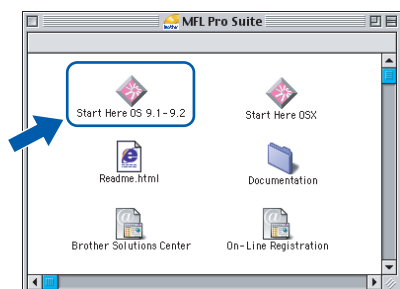 MFL Pro Suite
Start Here OS 9.1-9.2
Start Here OSX
Readme.html
Documentation
Brother Solutions Center
On-Line Registration